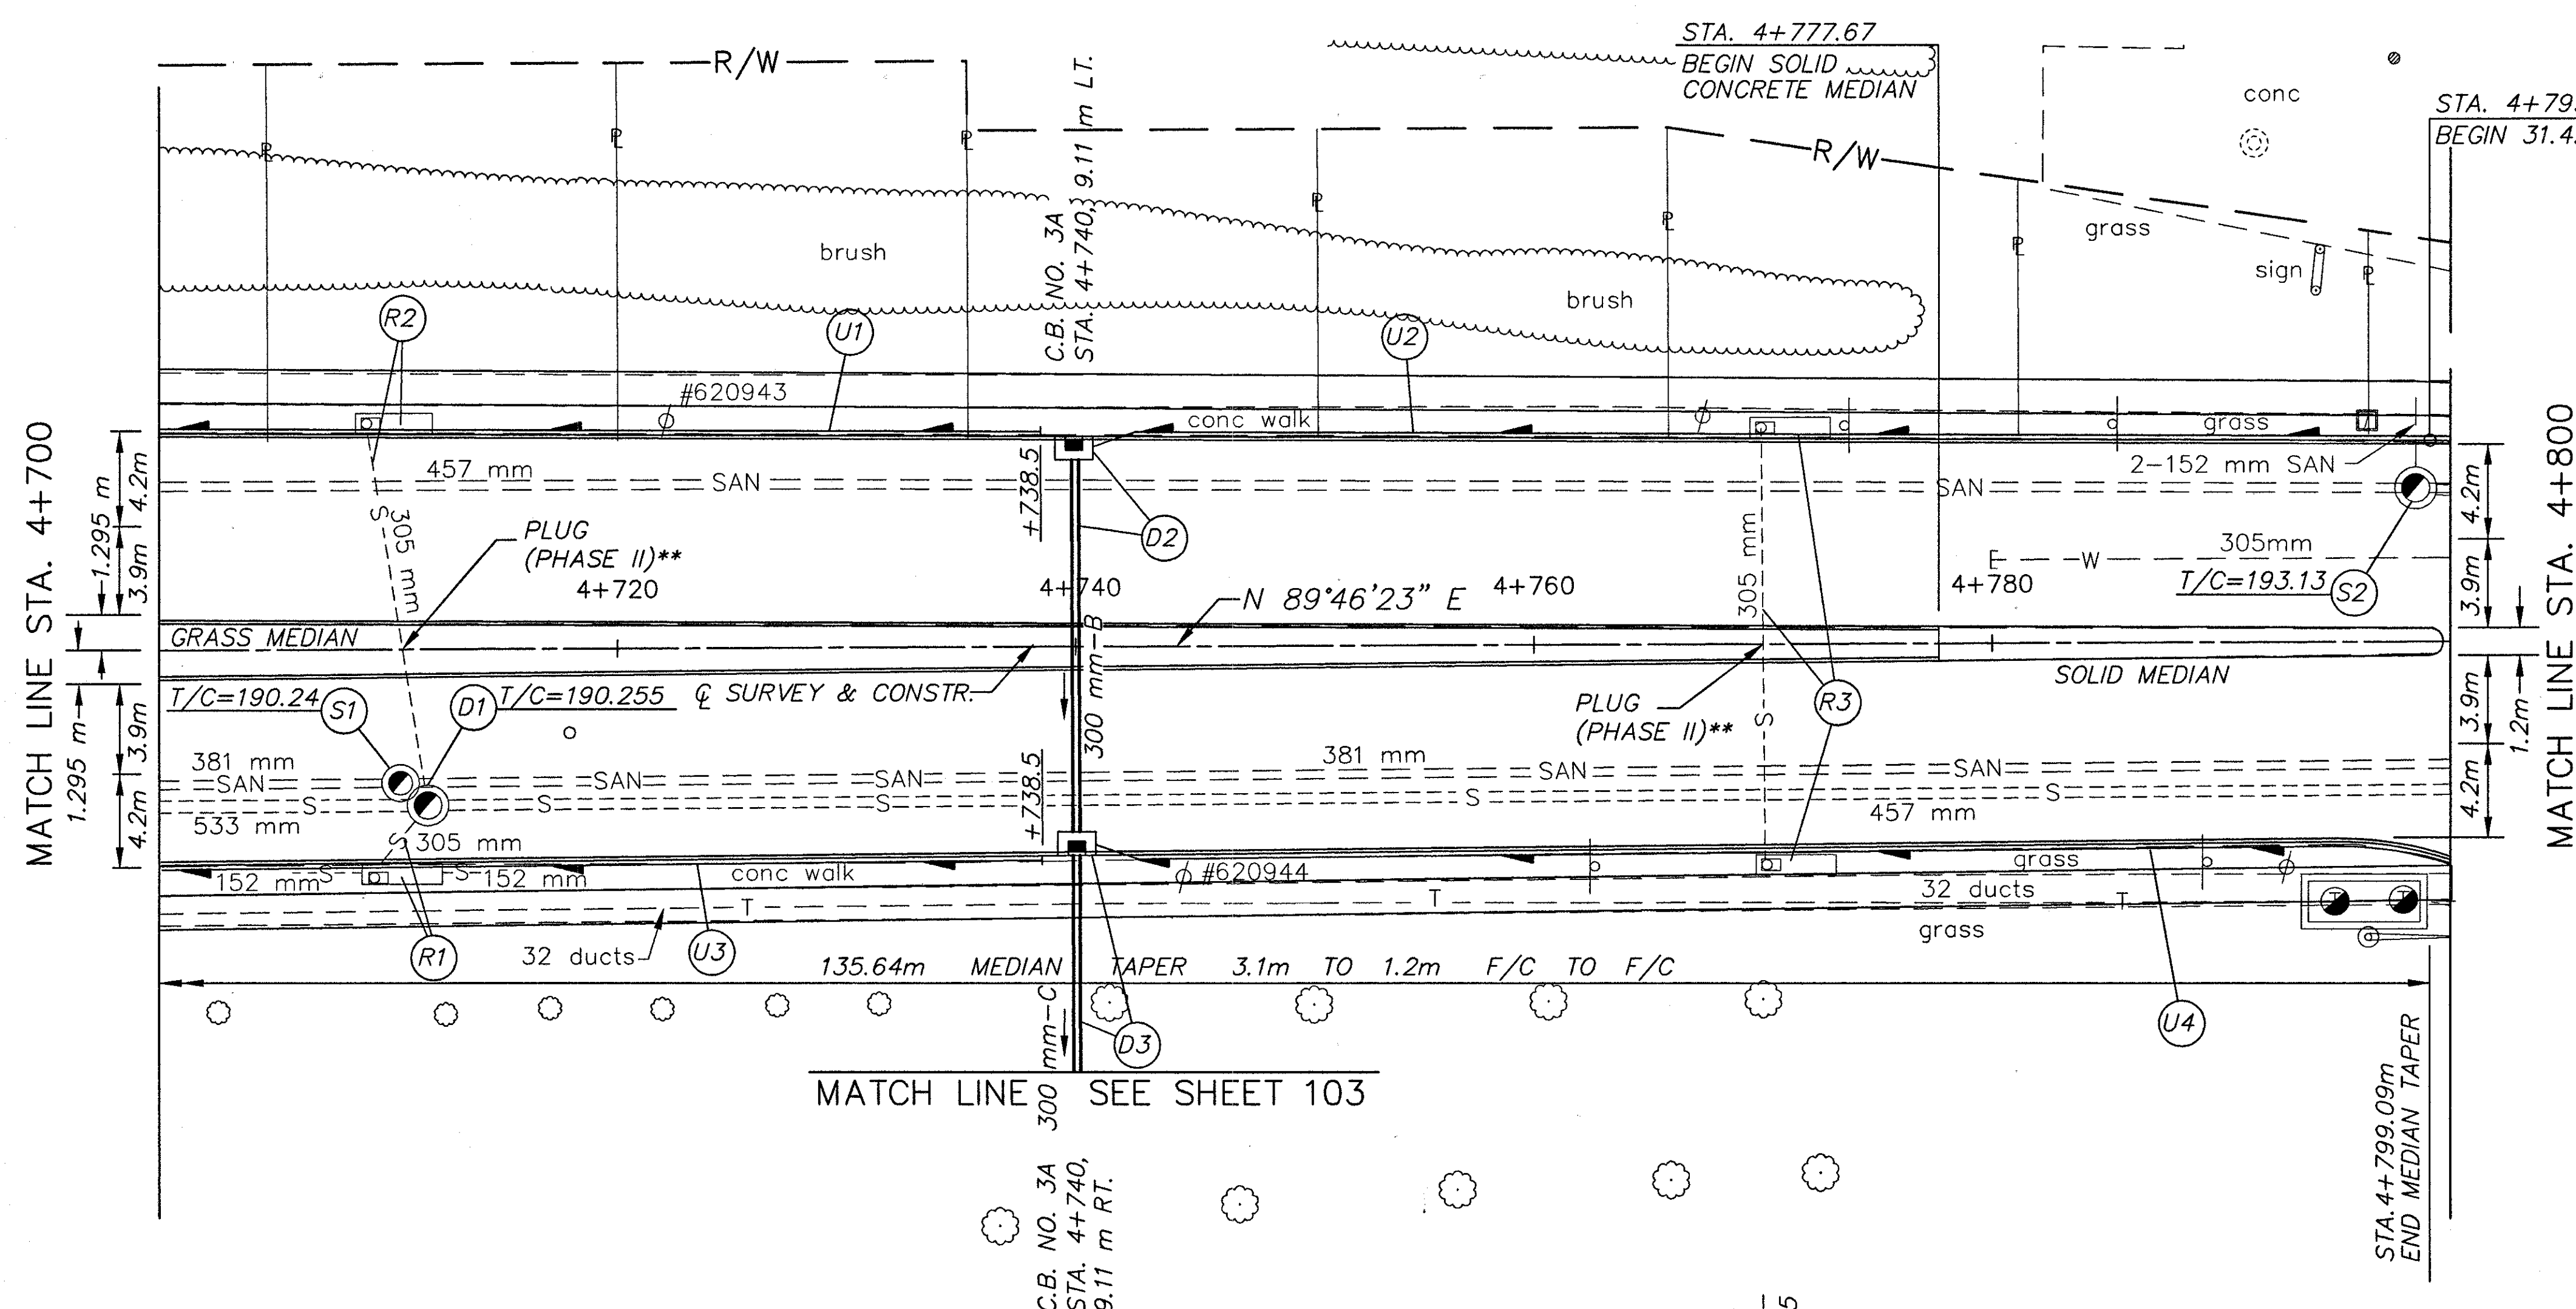 STA. 4+777.67
BEGIN SOLID
CONCRETE MEDIAN
R/W
conc
STA. 4+79
BEGIN 31.4
R/W
C.B. NO. 3A
STA. 4+740, 9.11 m LT.
grass
sign
brush
brush
R2
U1
U2
#620943
conc walk
grass
2-152 mm SAN
457 mm
SAN
SAN
+738.5
D2
S
305 mm
PLUG
(PHASE II)**
4+720
4+740
N 89°46'23" E
4+760
305 mm
4+780
E
W
305mm
T/C=193.13
S2
MATCH LINE STA. 4+700
1.295 m
4.2m
3.9m
3.9m
4.2m
1.295 m
4.2m
3.9m
3.9m
4.2m
1.2m
MATCH LINE STA. 4+800
GRASS MEDIAN
SOLID MEDIAN
T/C=190.24
S1
D1
T/C=190.255
℄ SURVEY & CONSTR.
300 mm-B
PLUG
(PHASE II)**
R3
S
381 mm
SAN
SAN
SAN
381 mm
SAN
SAN
S
S
S
S
S
533 mm
457 mm
S
305 mm
+738.5
152 mm
S
S
152 mm
conc walk
#620944
grass
32 ducts
T
T
T
T
T
grass
R1
32 ducts
U3
135.64m MEDIAN TAPER 3.1m TO 1.2m F/C TO F/C
300 mm-C
D3
U4
MATCH LINE SEE SHEET 103
STA.4+799.09m
END MEDIAN TAPER
C.B. NO. 3A
STA. 4+740,
9.11 m RT.
5